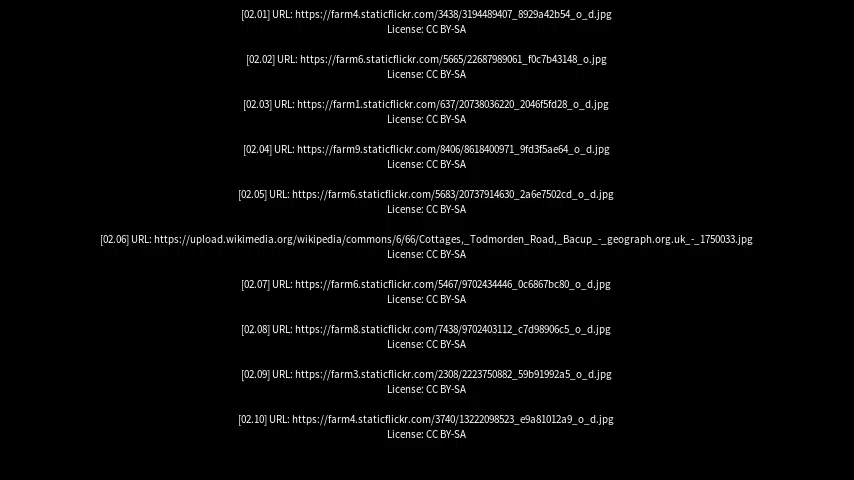 [02.01] URL: https://farm4.staticflickr.com/3438/3194489407_8929a42b54_o_d.jpg
License: CC BY-SA
[02.02] URL: https://farm6.staticflickr.com/5665/22687989061_f0c7b43148_o.jpg
License: CC BY-SA
[02.03] URL: https://farm1.staticflickr.com/637/20738036220_2046f5fd28_o_d.jpg
License: CC BY-SA
[02.04] URL: https://farm9.staticflickr.com/8406/8618400971_9fd3f5ae64_o_d.jpg
License: CC BY-SA
[02.05] URL: https://farm6.staticflickr.com/5683/20737914630_2a6e7502cd_o_d.jpg
License: CC BY-SA
[02.06] URL: https://upload.wikimedia.org/wikipedia/commons/6/66/Cottages,_Todmorden_Road,_Bacup_-_geograph.org.uk_-_1750033.jpg
License: CC BY-SA
[02.07] URL: https://farm6.staticflickr.com/5467/9702434446_0c6867bc80_o_d.jpg
License: CC BY-SA
[02.08] URL: https://farm8.staticflickr.com/7438/9702403112_c7d98906c5_o_d.jpg
License: CC BY-SA
[02.09] URL: https://farm3.staticflickr.com/2308/2223750882_59b91992a5_o_d.jpg
License: CC BY-SA
[02.10] URL: https://farm4.staticflickr.com/3740/13222098523_e9a81012a9_o_d.jpg
License: CC BY-SA